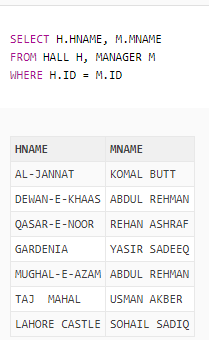 SELECT H.HNAME, M.MNAME
FROM HALL H, MANAGER M
WHERE H.ID = M.ID
HNAME MNAME
AL-JANNAT KOMAL BUTT
DEWAN-E-KHAAS ABDUL REHMAN
QASAR-E-NOOR REHAN ASHRAF
GARDENIA YASIR SADEEQ
MUGHAL-E-AZAM ABDUL REHMAN
TAJ  MAHAL USMAN AKBER
LAHORE CASTLE SOHAIL SADIQ